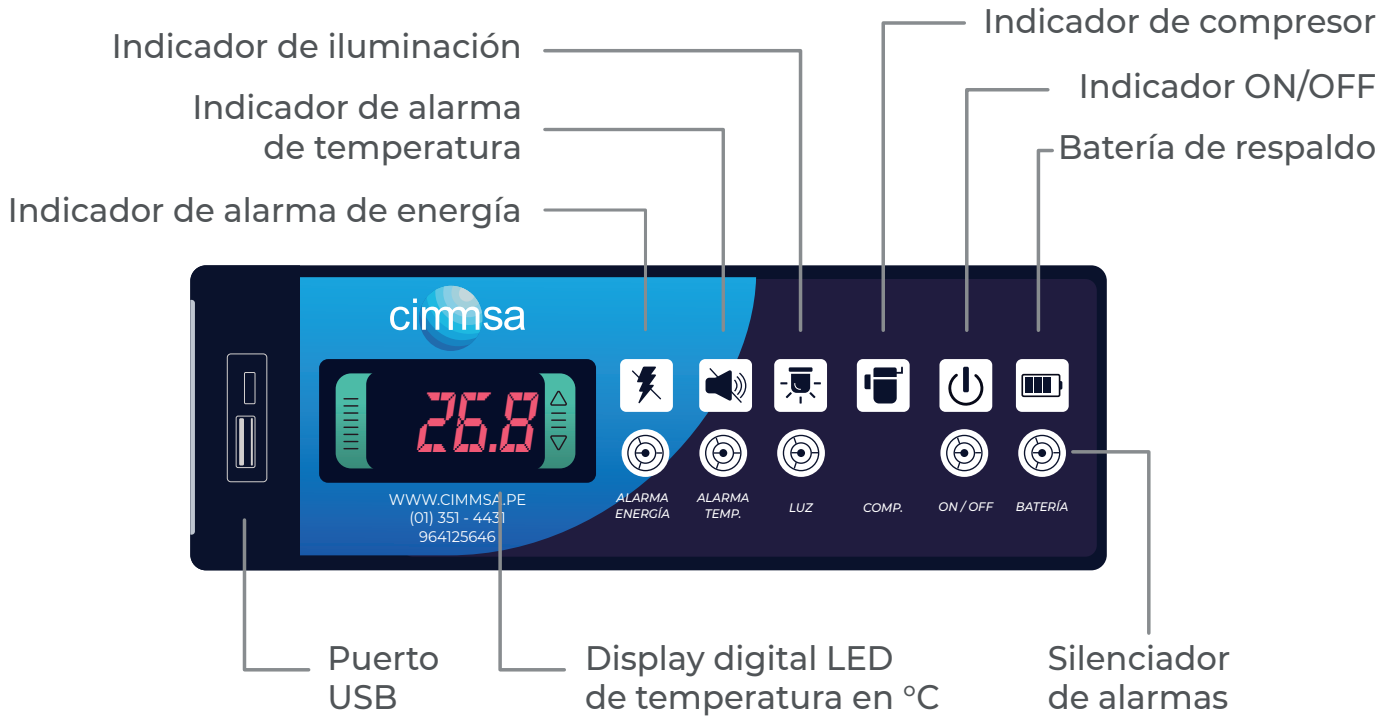 Indicador de compresor
Indicador de iluminación
Indicador ON/OFF
Indicador de alarma
de temperatura
Batería de respaldo
Indicador de alarma de energía
cimmsa
26.8
WWW.CIMMSA.PE
(01) 351 - 4431
964125646
ALARMA
ENERGÍA
ALARMA
TEMP.
LUZ
COMP.
ON / OFF
BATERÍA
Puerto
USB
Display digital LED
de temperatura en °C
Silenciador
de alarmas